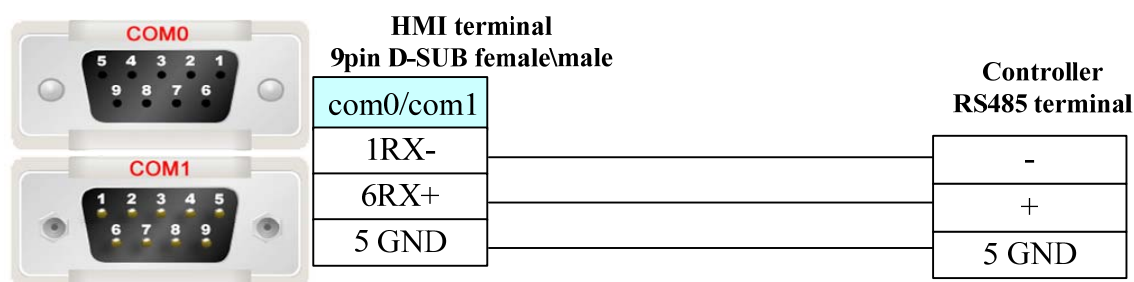 COM0
5 4 3 2 1
9 8 7 6
COM1
1 2 3 4 5
6 7 8 9
HMI terminal
9pin D-SUB female\male
com0/com1
1RX-
6RX+
5 GND
Controller
RS485 terminal
-
+
5 GND